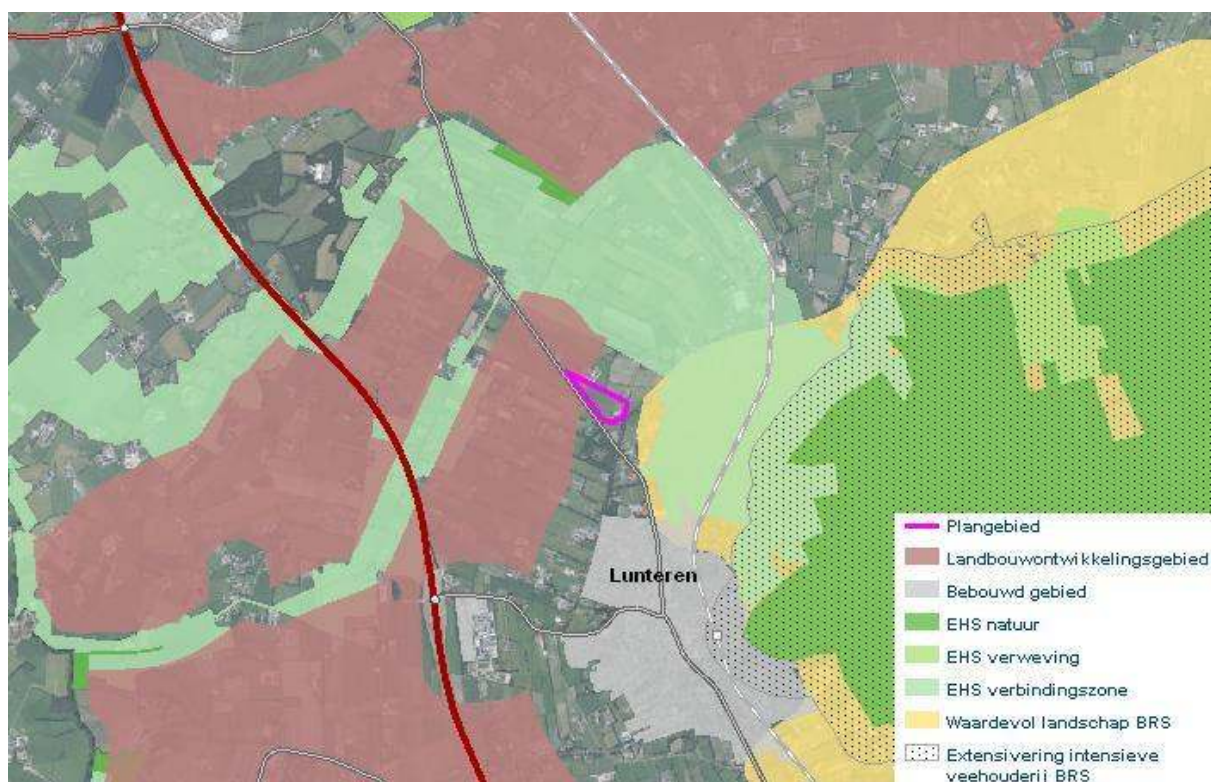 Lunteren
Plangebied
Landbouwontwikkelingsgebied
Bebouwd gebied
EHS natuur
EHS verweving
EHS verbindingszone
Waardevol landschap BRS
Extensivering intensieve
veehouderij BRS